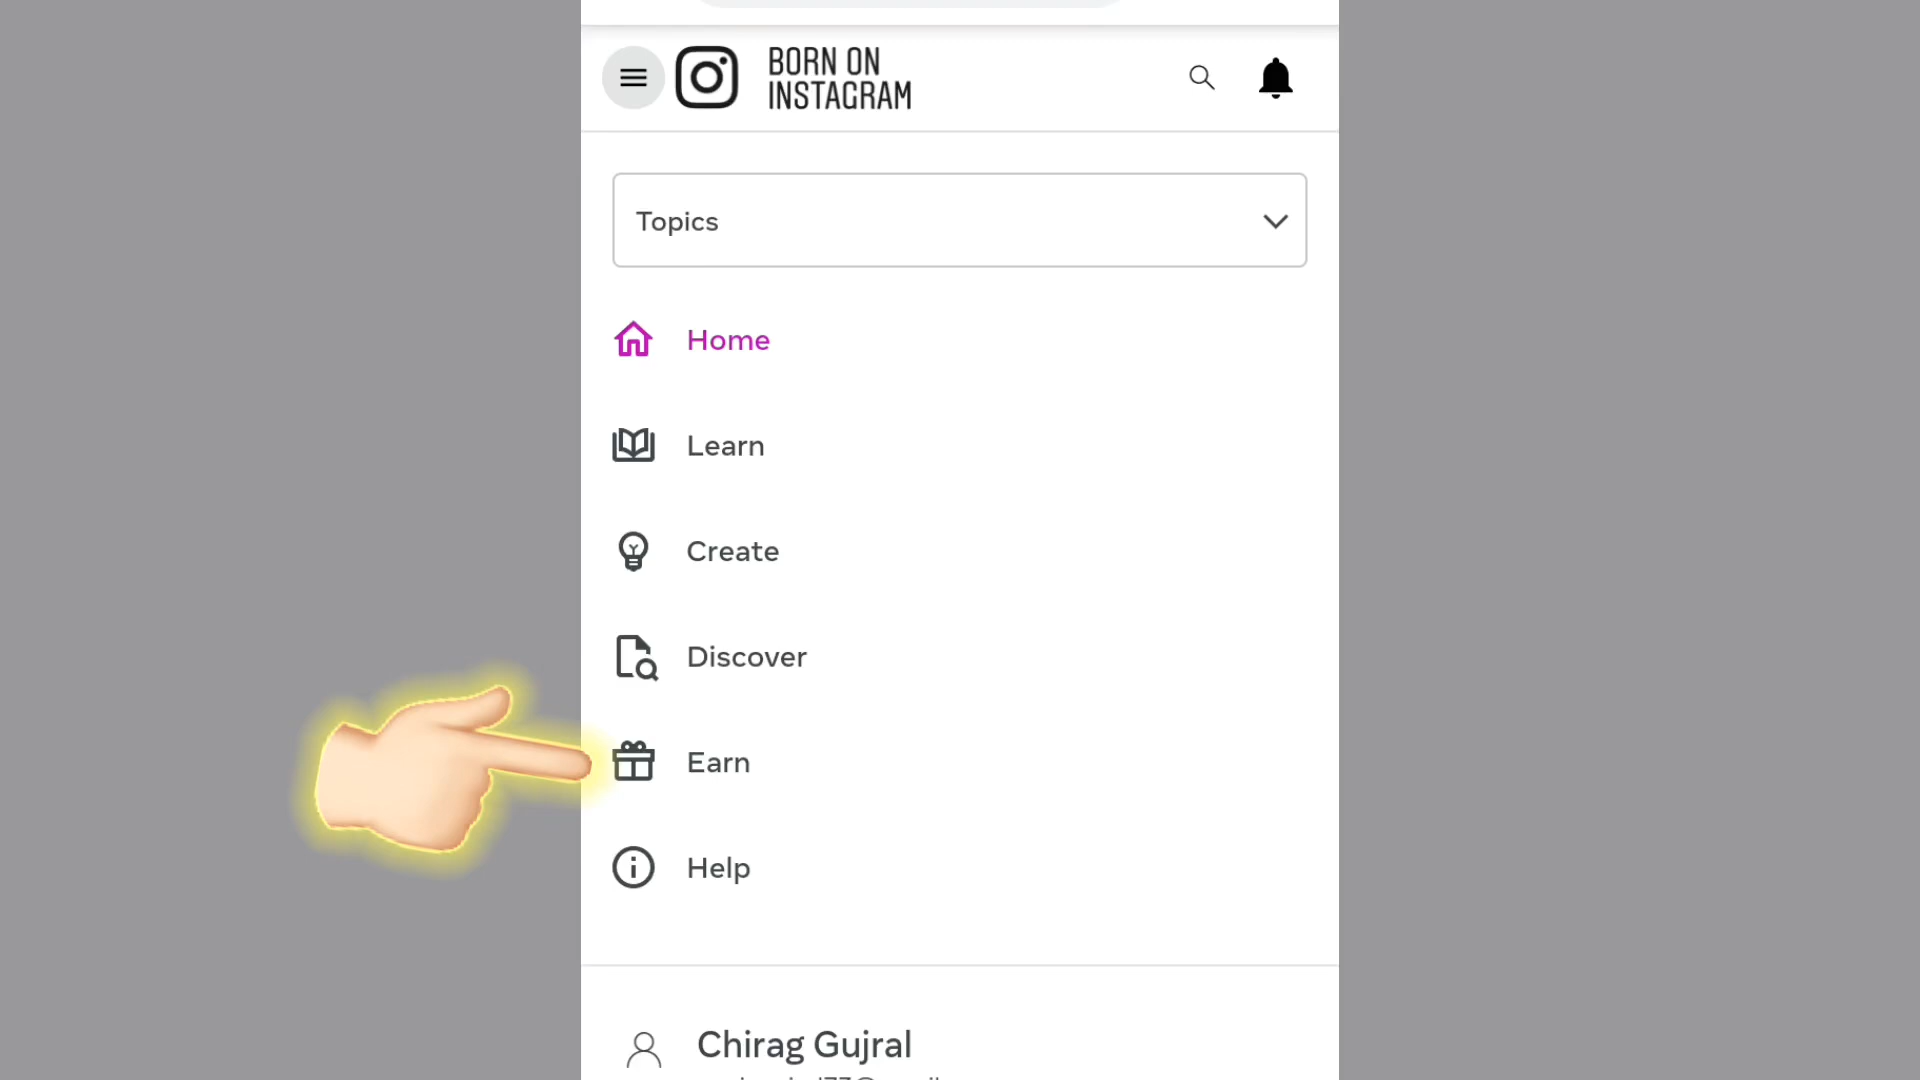 BORN ON
INSTAGRAM
Topics
Home
Learn
Create
Discover
Earn
Help
Chirag Gujral